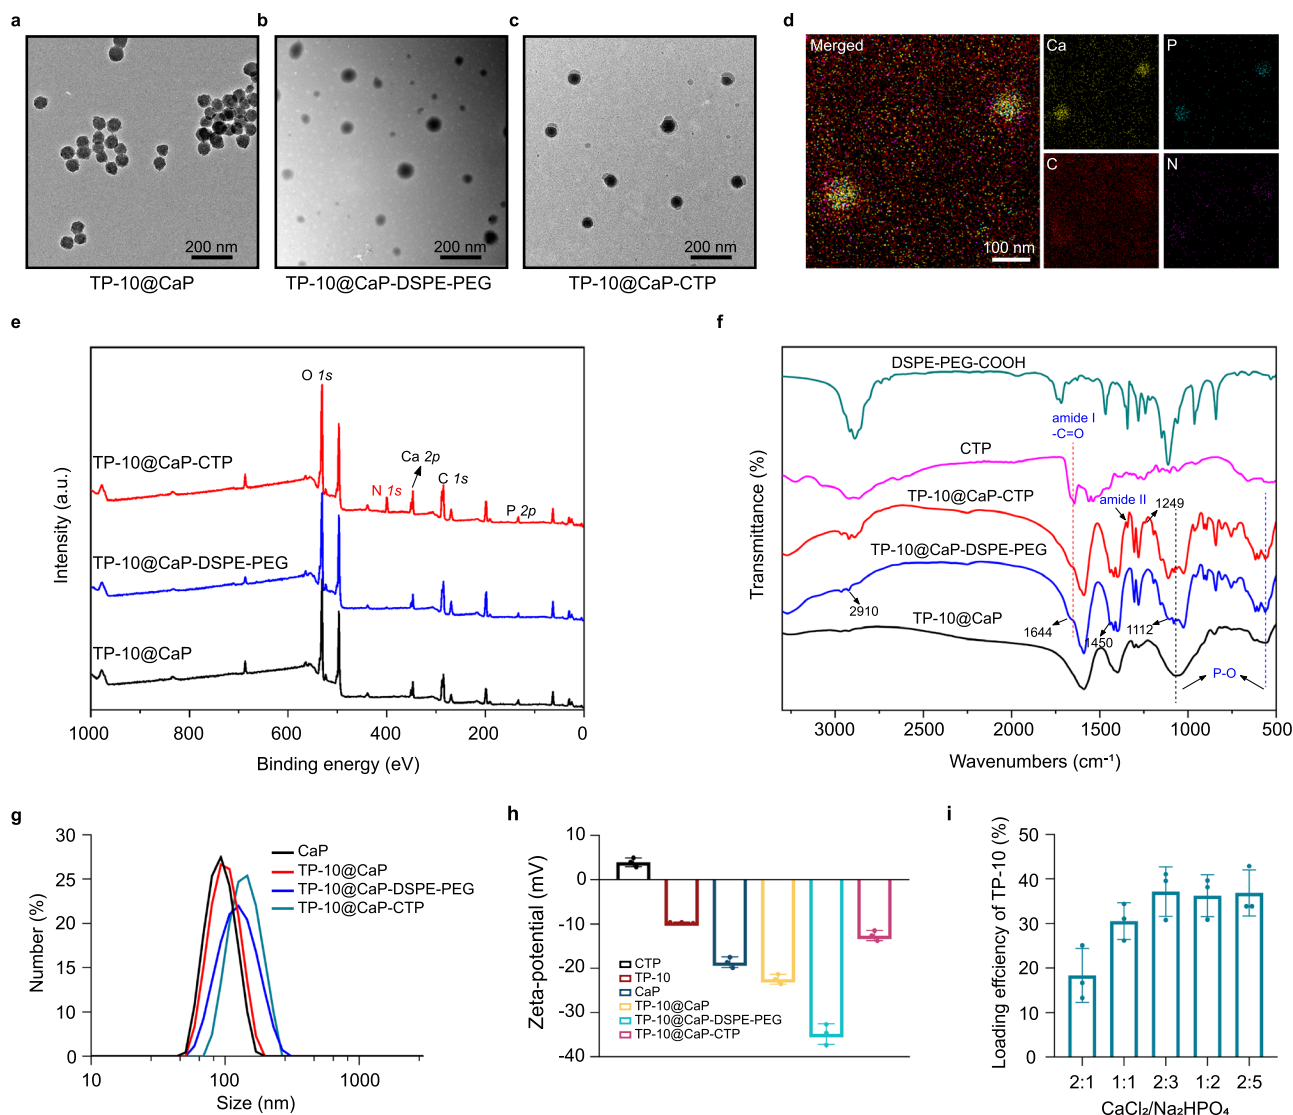 a
b
c
d
200 nm
200 nm
200 nm
TP-10@CaP
TP-10@CaP-DSPE-PEG
TP-10@CaP-CTP
Merged
100 nm
Ca
P
C
N
e
Intensity (a.u.)
O 1s
Ca 2p
N 1s
C 1s
P 2p
TP-10@CaP-CTP
TP-10@CaP-DSPE-PEG
TP-10@CaP
1000
800
600
400
200
0
Binding energy (eV)
f
Transmittance (%)
DSPE-PEG-COOH
amide I
-C=O
CTP
TP-10@CaP-CTP
amide II
1249
TP-10@CaP-DSPE-PEG
2910
TP-10@CaP
1644
1450
1112
P-O
3000
2500
2000
1500
1000
500
Wavenumbers (cm⁻¹)
g
Number (%)
30
25
20
15
10
5
0
CaP
TP-10@CaP
TP-10@CaP-DSPE-PEG
TP-10@CaP-CTP
10
100
1000
Size (nm)
h
Zeta-potential (mV)
10
0
-10
-20
-30
-40
CTP
TP-10
CaP
TP-10@CaP
TP-10@CaP-DSPE-PEG
TP-10@CaP-CTP
i
Loading effciency of TP-10 (%)
50
40
30
20
10
0
2:1
1:1
2:3
1:2
2:5
CaCl₂/Na₂HPO₄